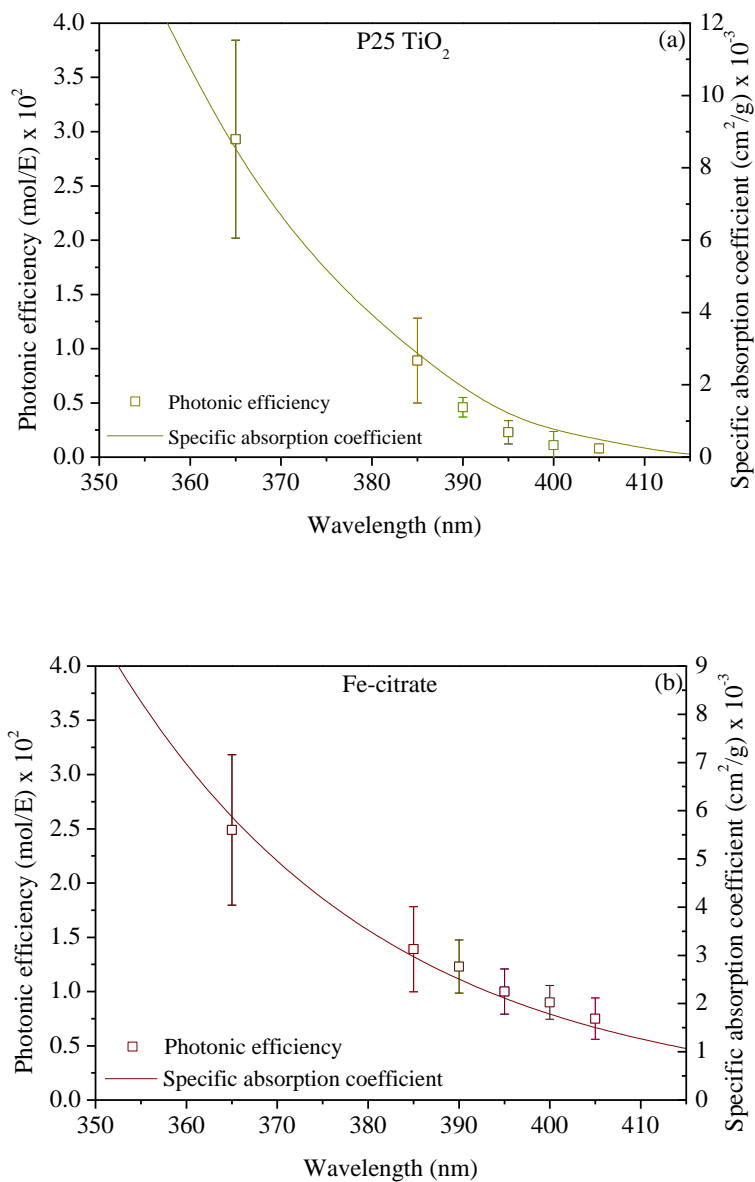 P25 TiO2
(a)
Photonic efficiency (mol/E) x 10^2
4.0
3.5
3.0
2.5
2.0
1.5
1.0
0.5
0.0
12
10
8
6
4
2
0
Specific absorption coefficient (cm^2/g) x 10^-3
Photonic efficiency
Specific absorption coefficient
350 360 370 380 390 400 410
Wavelength (nm)
Fe-citrate
(b)
Photonic efficiency (mol/E) x 10^2
4.0
3.5
3.0
2.5
2.0
1.5
1.0
0.5
0.0
9
8
7
6
5
4
3
2
1
0
Specific absorption coefficient (cm^2/g) x 10^-3
Photonic efficiency
Specific absorption coefficient
350 360 370 380 390 400 410
Wavelength (nm)